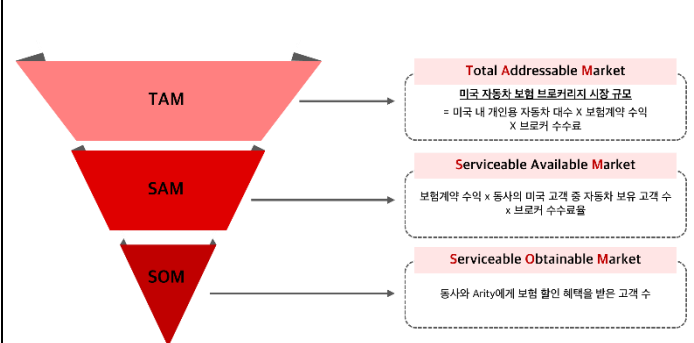 TAM
Total Addressable Market
미국 자동차 보험 브로커리지 시장 규모
= 미국 내 개인용 자동차 대수 X 보험계약 수익
X 브로커 수수료
SAM
Serviceable Available Market
보험계약 수익 x 동사의 미국 고객 중 자동차 보유 고객 수
x 브로커 수수료율
SOM
Serviceable Obtainable Market
동사와 Arity에게 보험 할인 혜택을 받은 고객 수